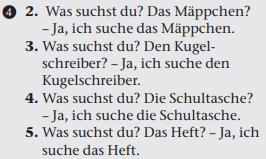 4 2. Was suchst du? Das Mäppchen?
– Ja, ich suche das Mäppchen.
3. Was suchst du? Den Kugel-
schreiber? – Ja, ich suche den
Kugelschreiber.
4. Was suchst du? Die Schultasche?
– Ja, ich suche die Schultasche.
5. Was suchst du? Das Heft? – Ja, ich
suche das Heft.